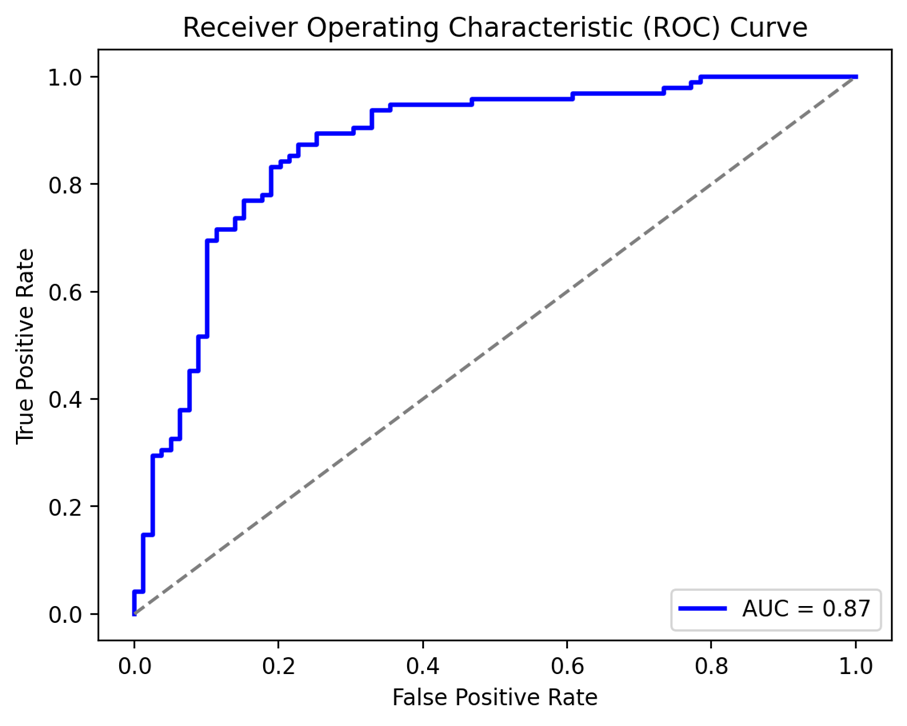 Receiver Operating Characteristic (ROC) Curve
1.0
0.8
0.6
0.4
0.2
0.0
True Positive Rate
AUC = 0.87
0.0 0.2 0.4 0.6 0.8 1.0
False Positive Rate